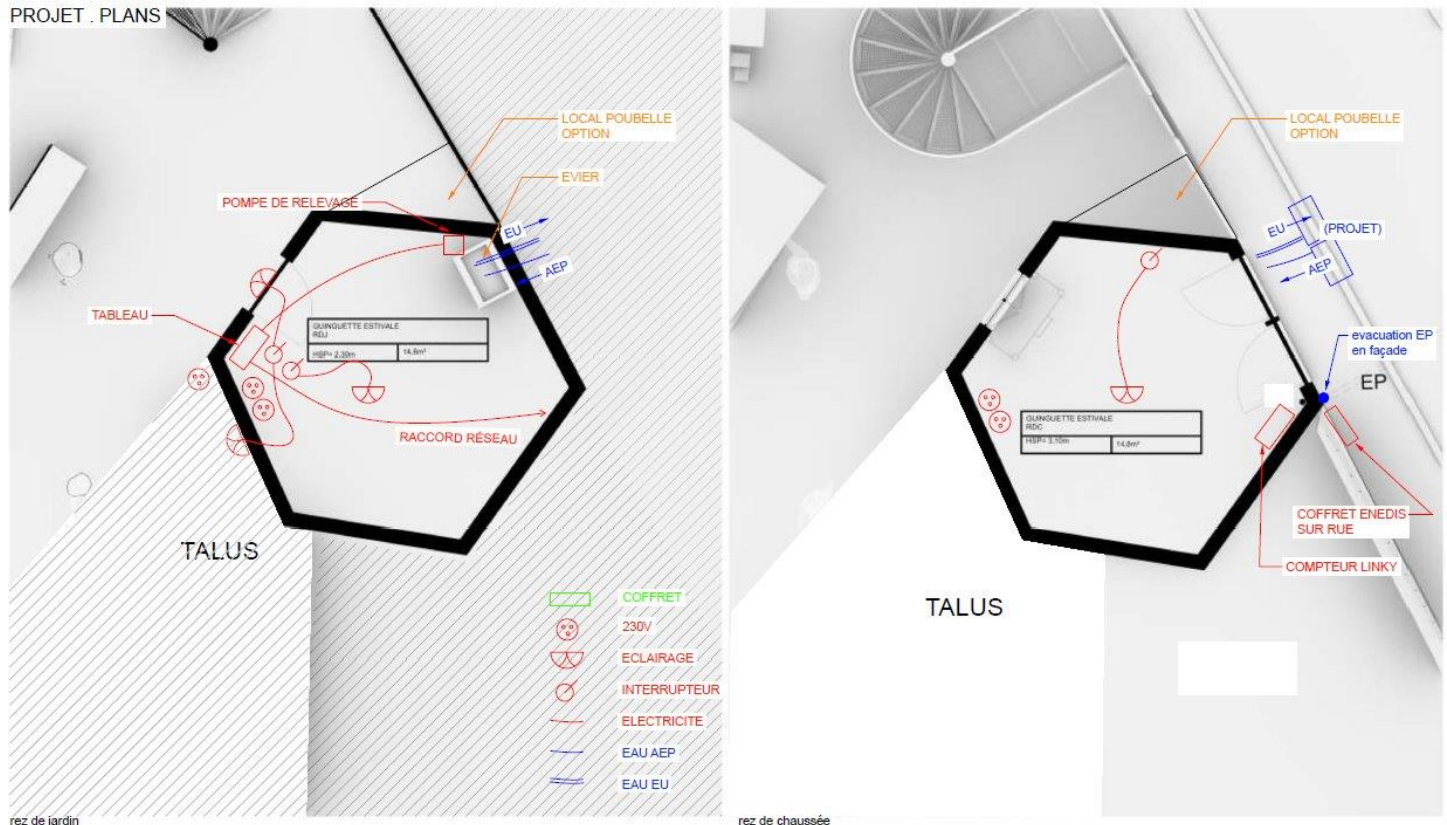 PROJET . PLANS
LOCAL POUBELLE
OPTION
EVIER
POMPE DE RELEVAGE
EU
AEP
TABLEAU
GUINGUETTE ESTIVALE
RDJ
HSP= 2,30m
14,8m²
RACCORD RÉSEAU
TALUS
COFFRET
230V
ECLAIRAGE
INTERRUPTEUR
ELECTRICITE
EAU AEP
EAU EU
rez de jardin
LOCAL POUBELLE
OPTION
EU
(PROJET)
AEP
evacuation EP
en façade
EP
GUINGUETTE ESTIVALE
RDC
HSP= 3,10m
14,8m²
COFFRET ENEDIS
SUR RUE
COMPTEUR LINKY
TALUS
rez de chaussée